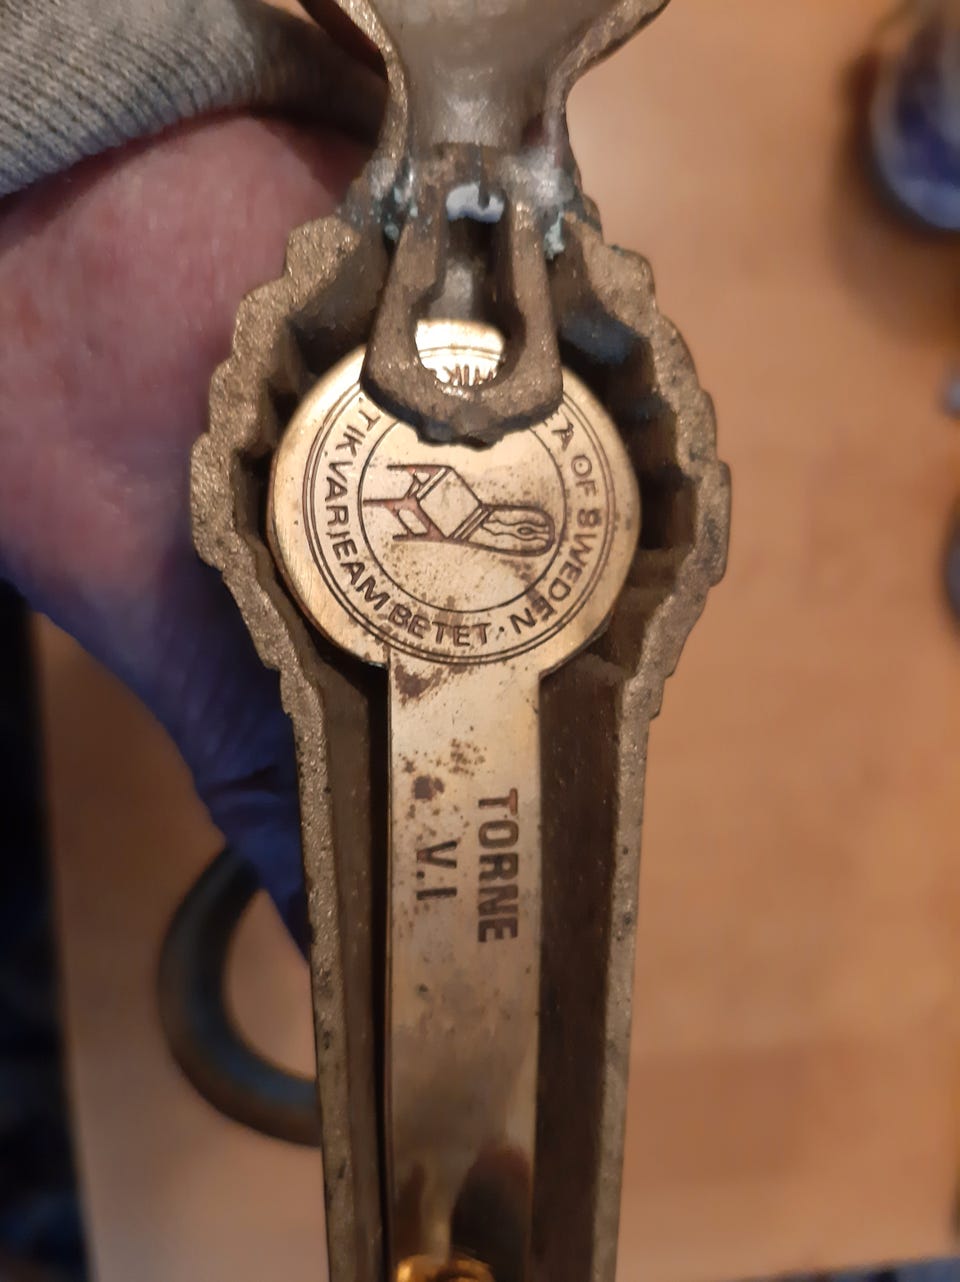 TIKVARIEAMBETET ·
A OF SWEDEN
TORNE
V.I